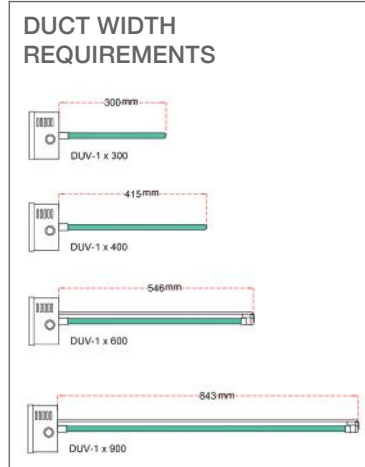 DUCT WIDTH
REQUIREMENTS
300mm
DUV-1 x 300
415mm
DUV-1 x 400
546mm
DUV-1 x 600
843mm
DUV-1 x 900